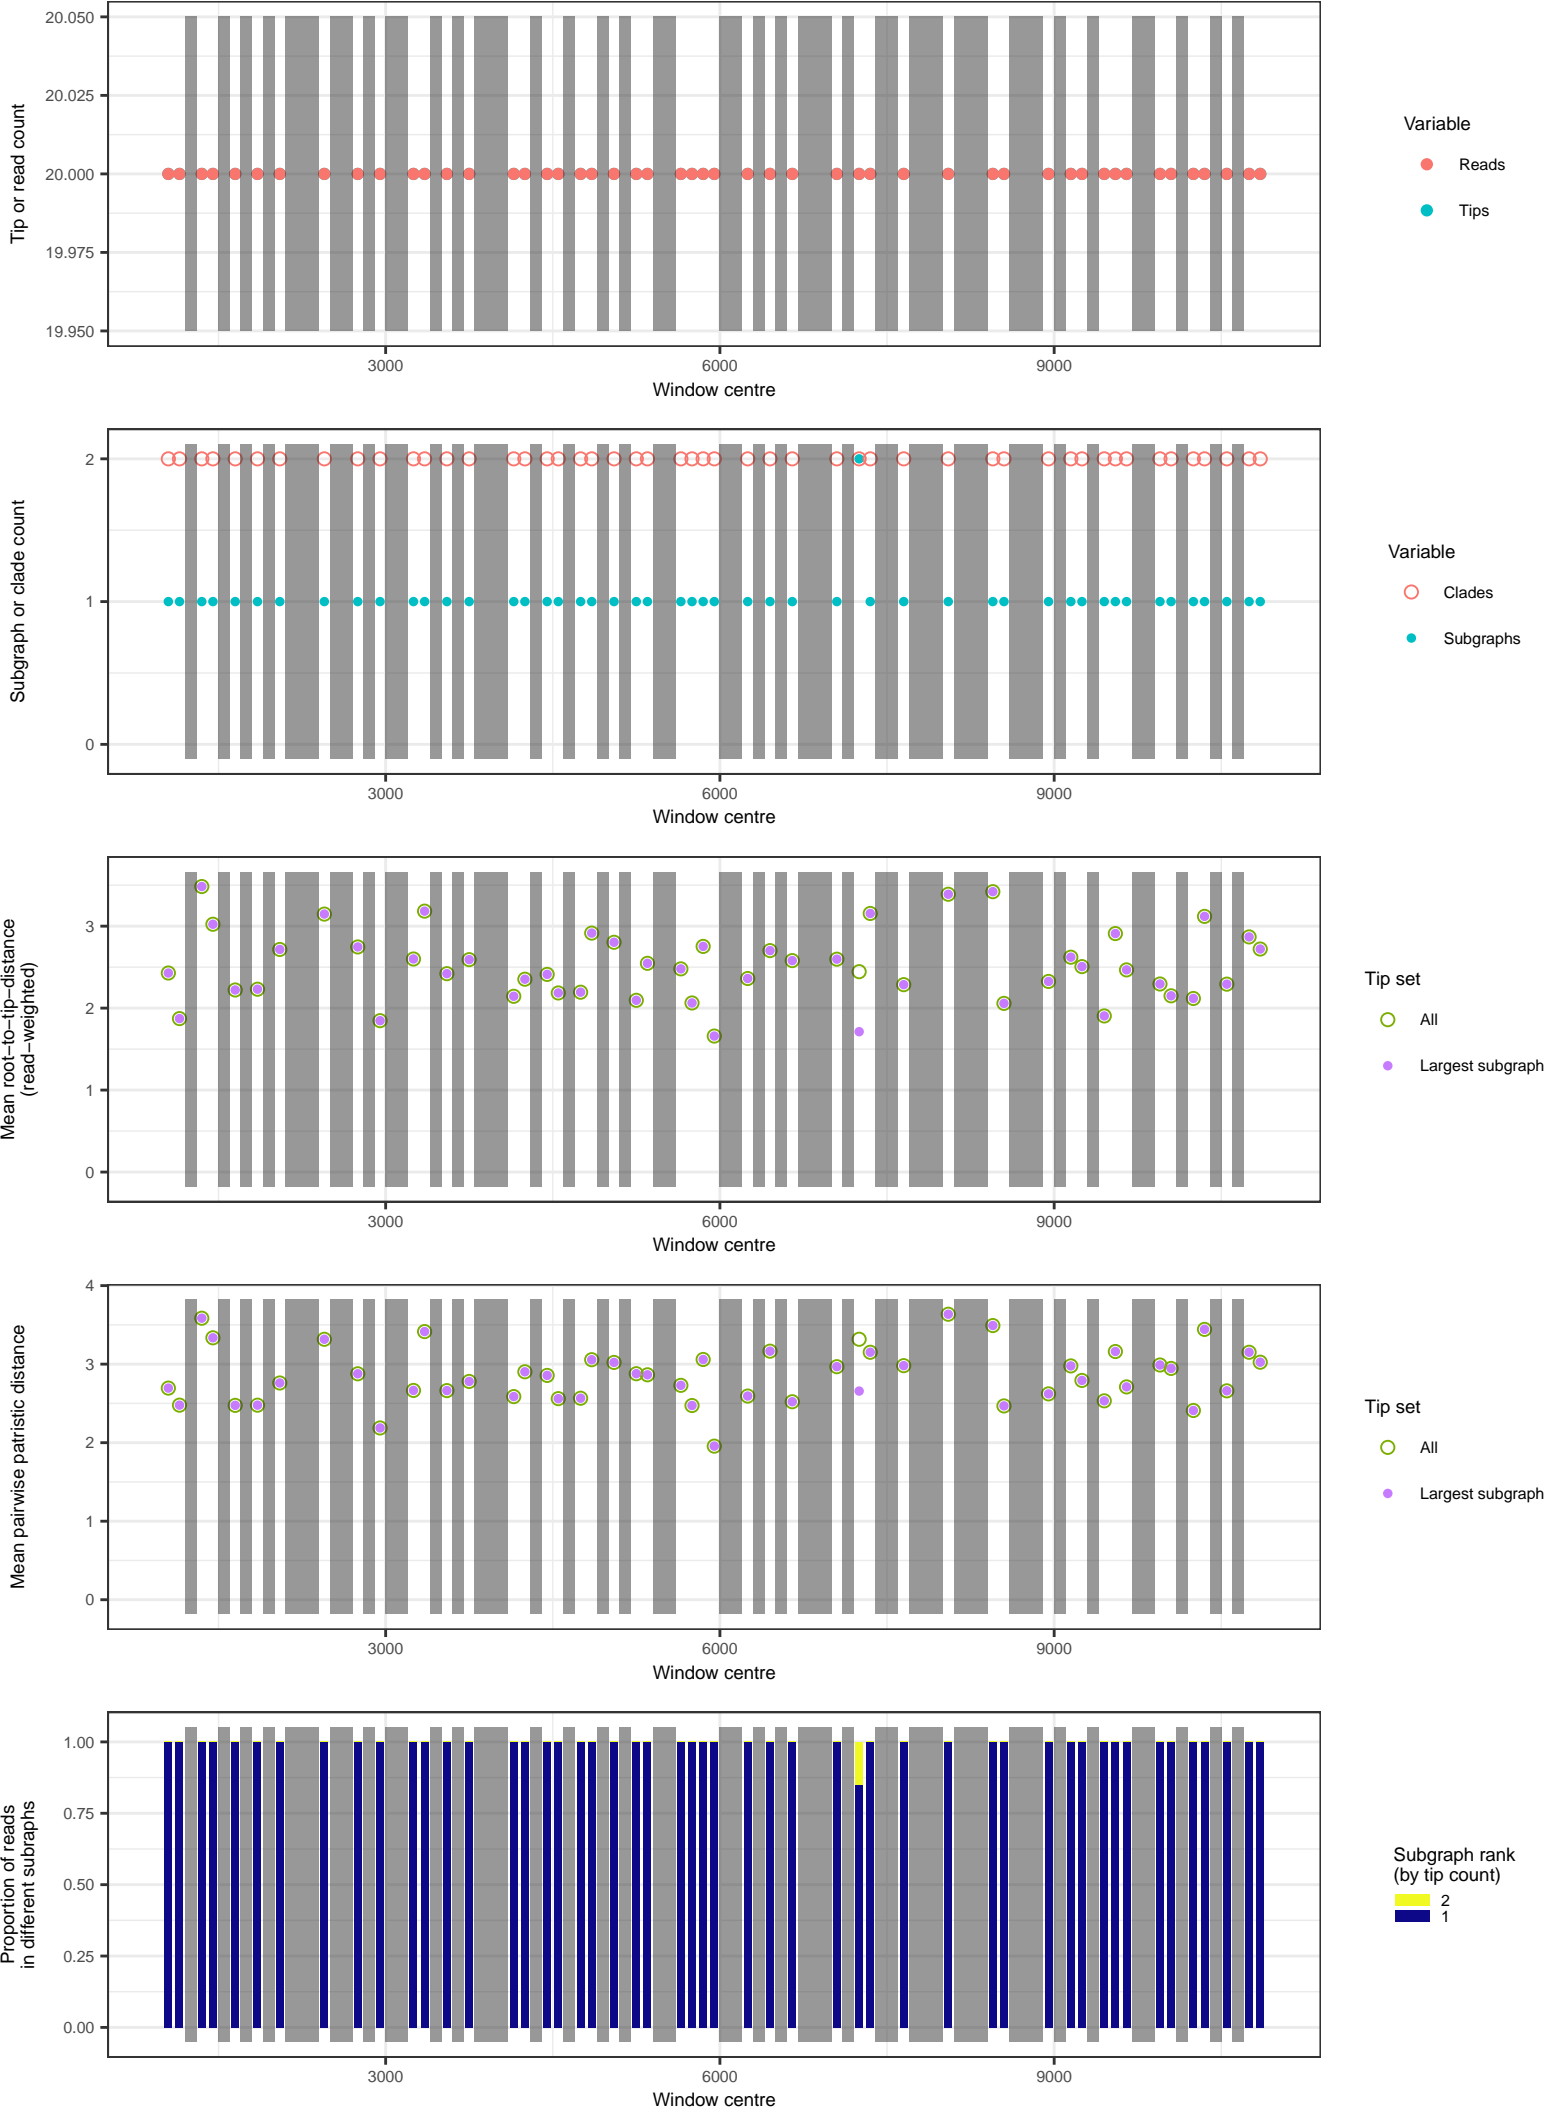 20.050
20.025
20.000
19.975
19.950
Tip or read count
3000
6000
9000
Window centre
Variable
Reads
Tips
2
1
0
Subgraph or clade count
3000
6000
9000
Window centre
Variable
Clades
Subgraphs
3
2
1
0
Mean root−to−tip−distance
(read−weighted)
3000
6000
9000
Window centre
Tip set
All
Largest subgraph
4
3
2
1
0
Mean pairwise patristic distance
3000
6000
9000
Window centre
Tip set
All
Largest subgraph
1.00
0.75
0.50
0.25
0.00
Proportion of reads
in different subraphs
3000
6000
9000
Window centre
Subgraph rank
(by tip count)
2
1